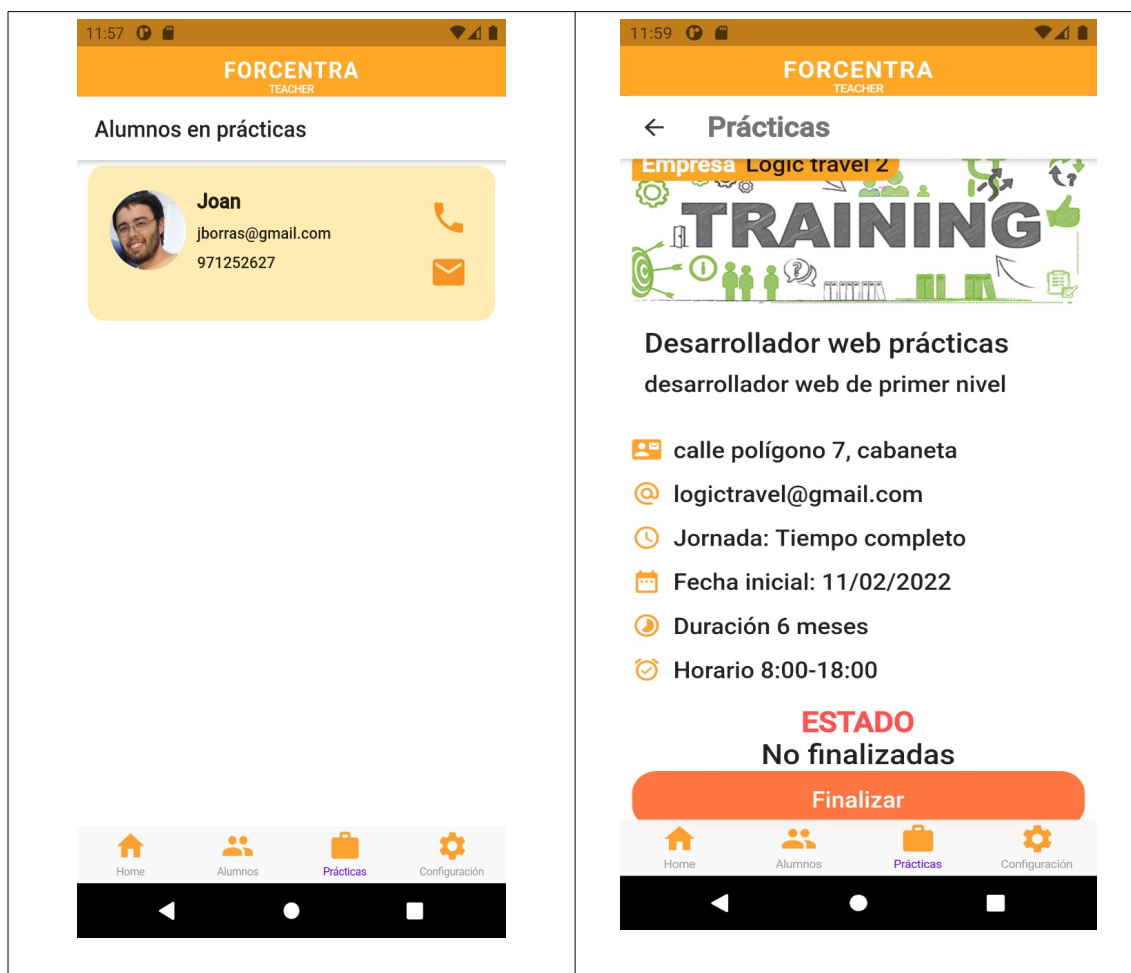 11:57
FORCENTRA
TEACHER
Alumnos en prácticas
Joan
jborras@gmail.com
971252627
Home Alumnos Prácticas Configuración
11:59
FORCENTRA
TEACHER
Prácticas
Empresa Logic travel 2
TRAINING
Desarrollador web prácticas
desarrollador web de primer nivel
calle polígono 7, cabaneta
logictravel@gmail.com
Jornada: Tiempo completo
Fecha inicial: 11/02/2022
Duración 6 meses
Horario 8:00-18:00
ESTADO
No finalizadas
Finalizar
Home Alumnos Prácticas Configuración